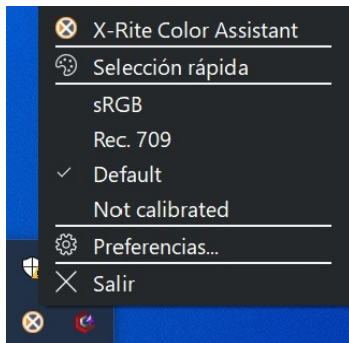 X-Rite Color Assistant
Selección rápida
sRGB
Rec. 709
Default
Not calibrated
Preferencias...
Salir